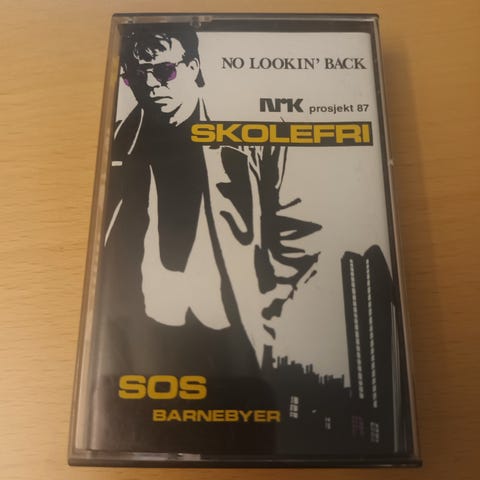 NO LOOKIN' BACK
NRK prosjekt 87
SKOLEFRI
SOS
BARNEBYER